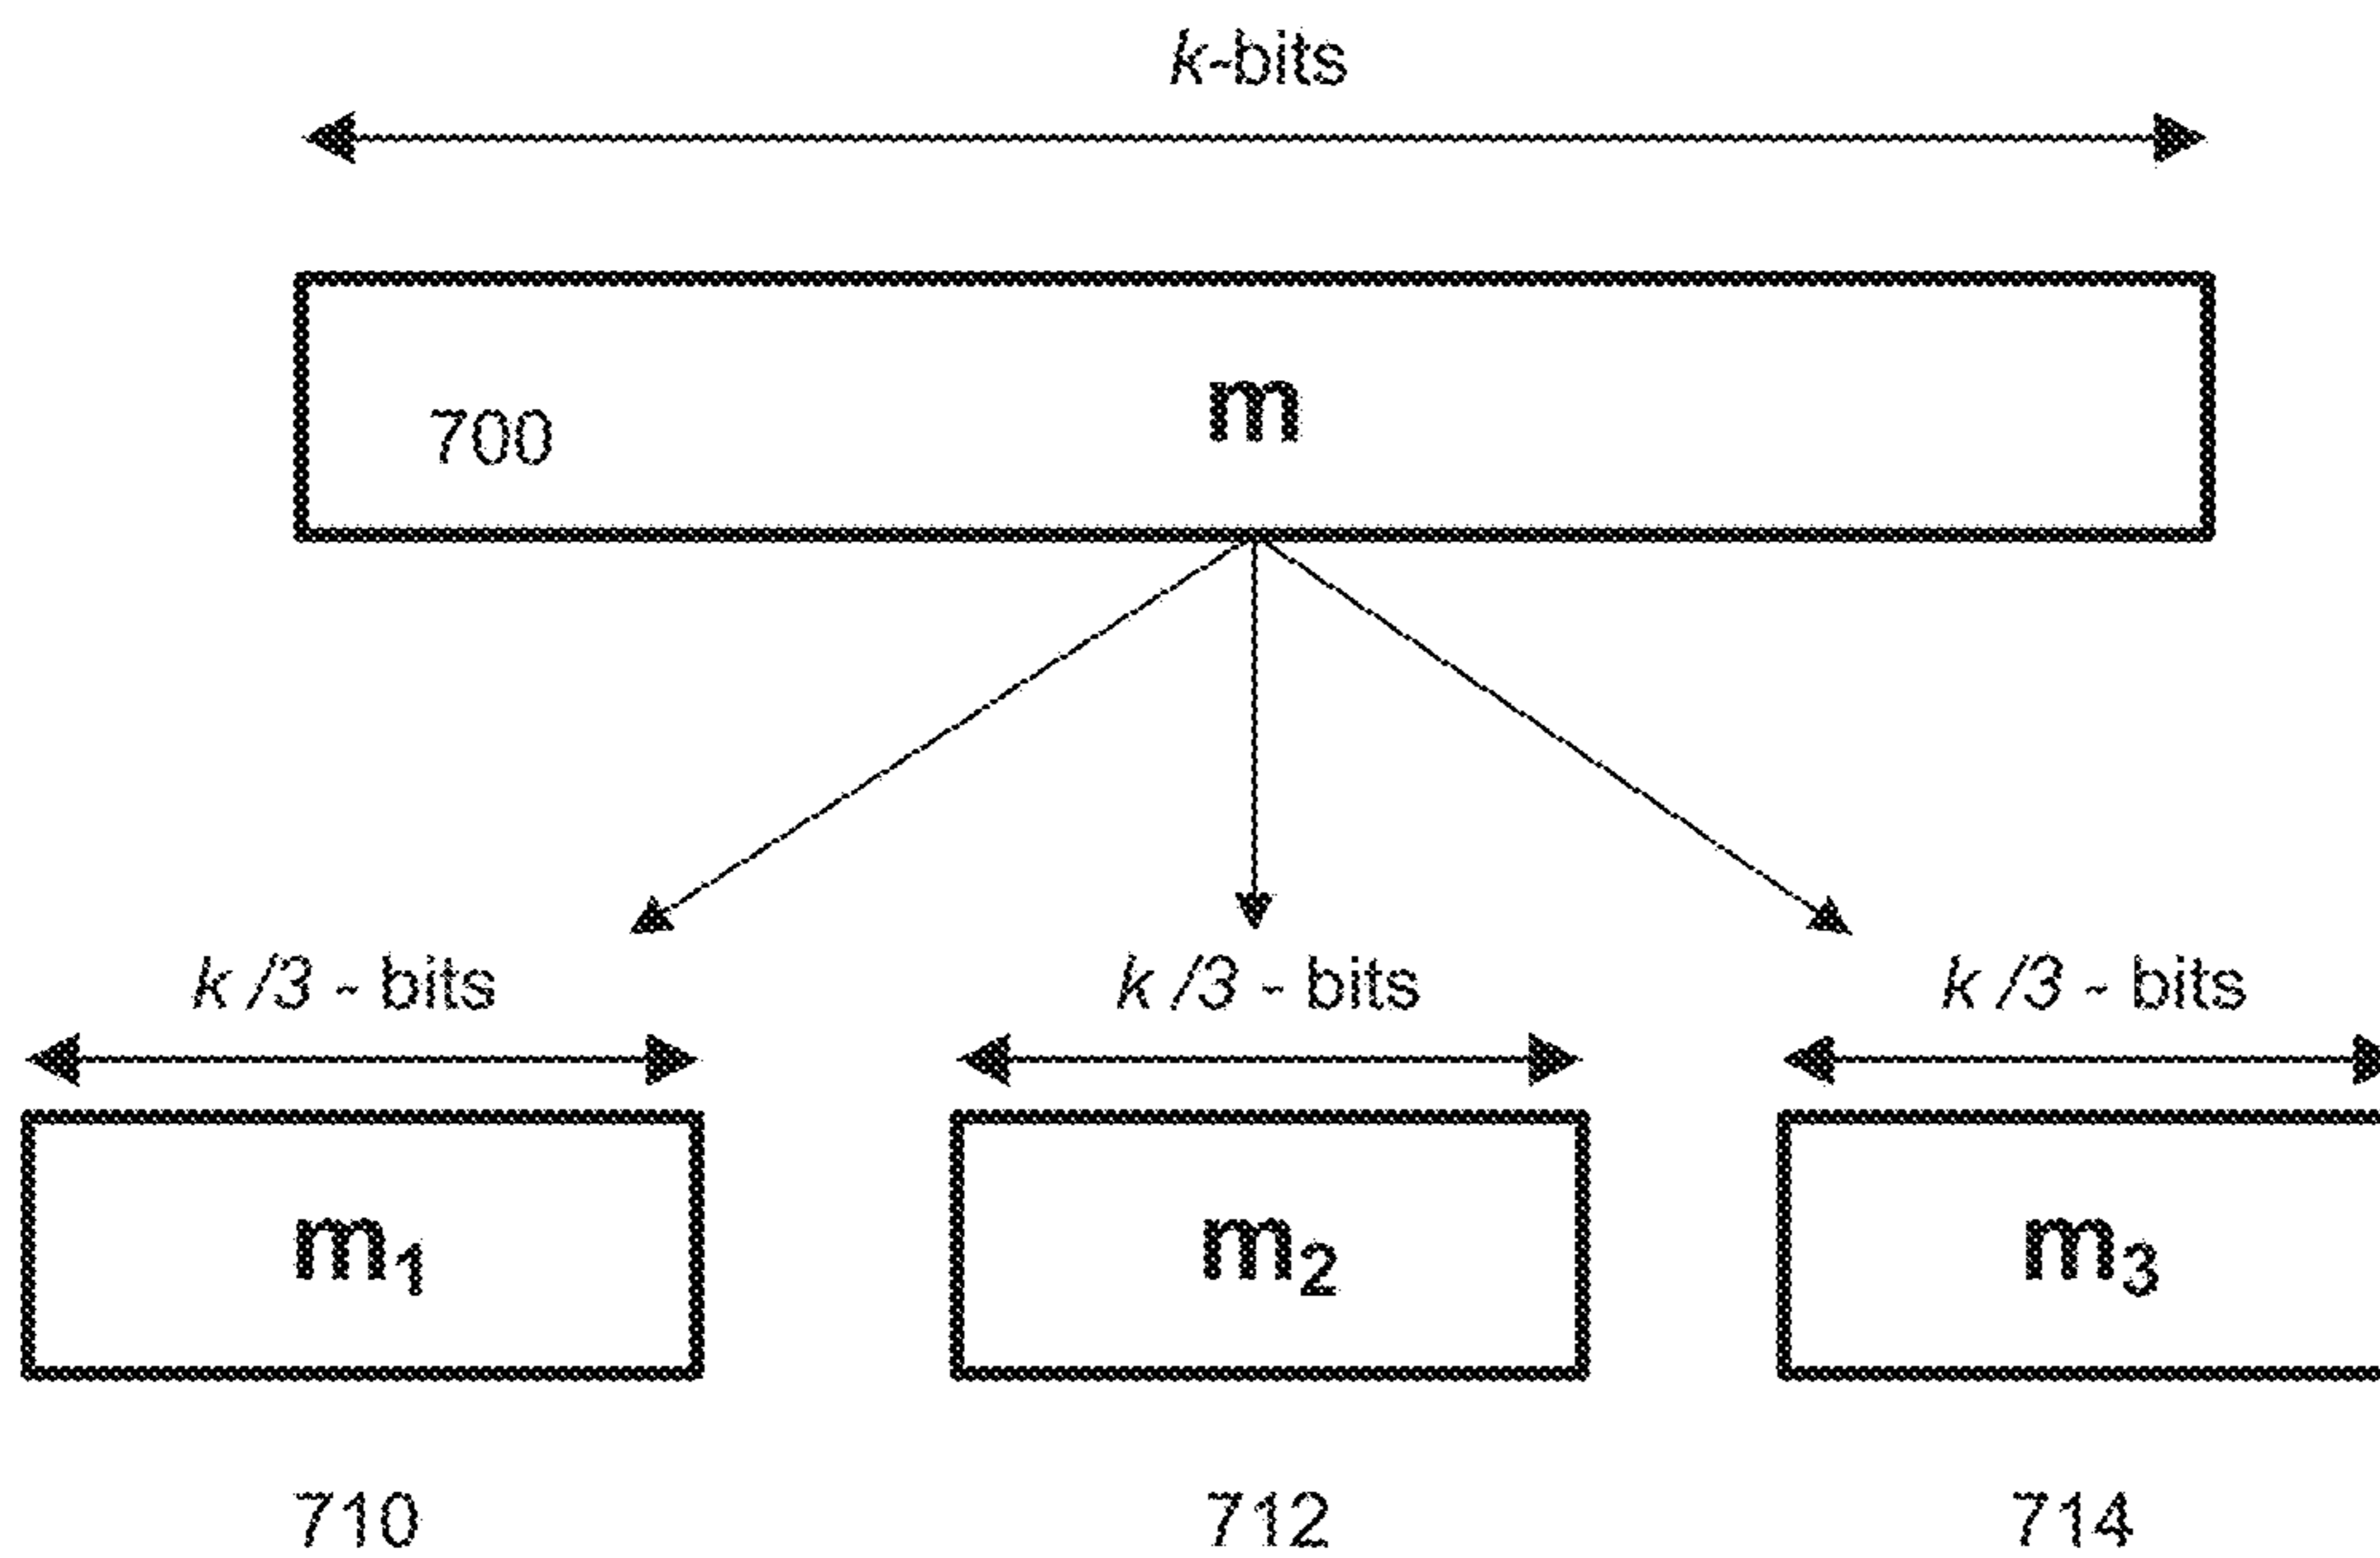 k-bits
700
m
k /3 - bits k /3 - bits k /3 - bits
m₁ m₂ m₃
710 712 714